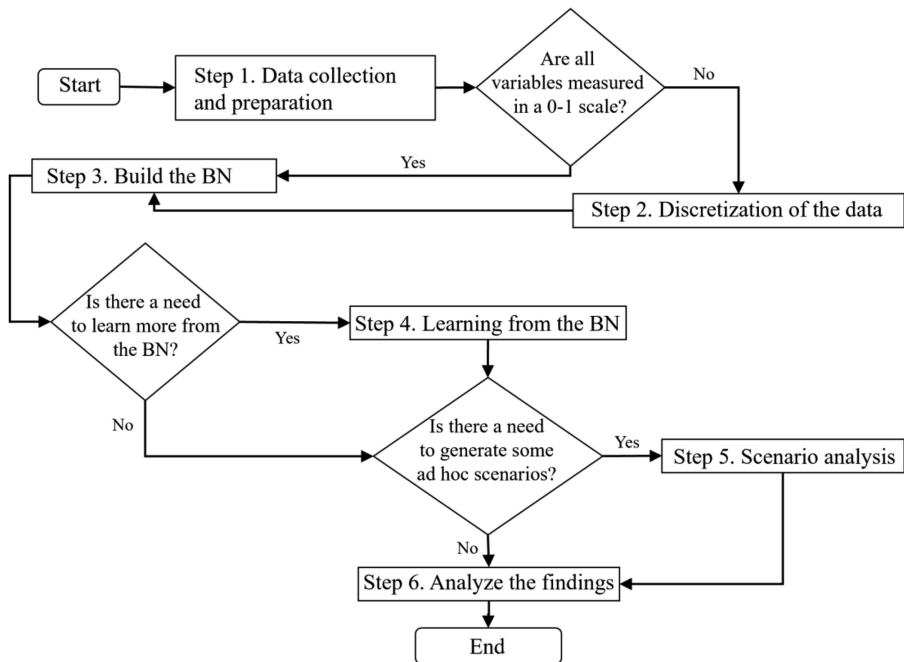 Start
Step 1. Data collection
and preparation
Are all
variables measured
in a 0-1 scale?
No
Yes
Step 3. Build the BN
Step 2. Discretization of the data
Is there a need
to learn more from
the BN?
Yes
Step 4. Learning from the BN
No
Is there a need
to generate some
ad hoc scenarios?
Yes
Step 5. Scenario analysis
No
Step 6. Analyze the findings
End